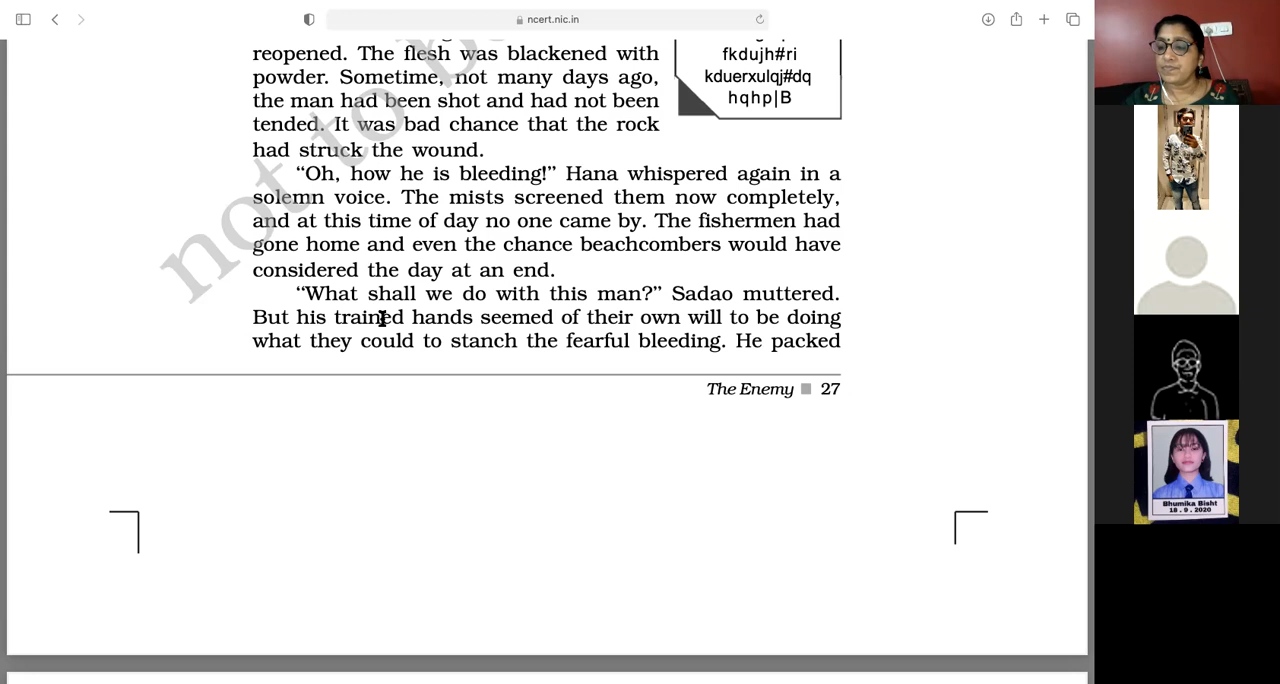 ncert.nic.in
reopened. The flesh was blackened with
powder. Sometime, not many days ago,
the man had been shot and had not been
tended. It was bad chance that the rock
had struck the wound.
fkdujh#ri
kduerxulqj#dq
hqhp|B
“Oh, how he is bleeding!” Hana whispered again in a
solemn voice. The mists screened them now completely,
and at this time of day no one came by. The fishermen had
gone home and even the chance beachcombers would have
considered the day at an end.
“What shall we do with this man?” Sadao muttered.
But his trained hands seemed of their own will to be doing
what they could to stanch the fearful bleeding. He packed
The Enemy ■ 27
not to be
Bhumika Bisht
18 . 9 . 2020